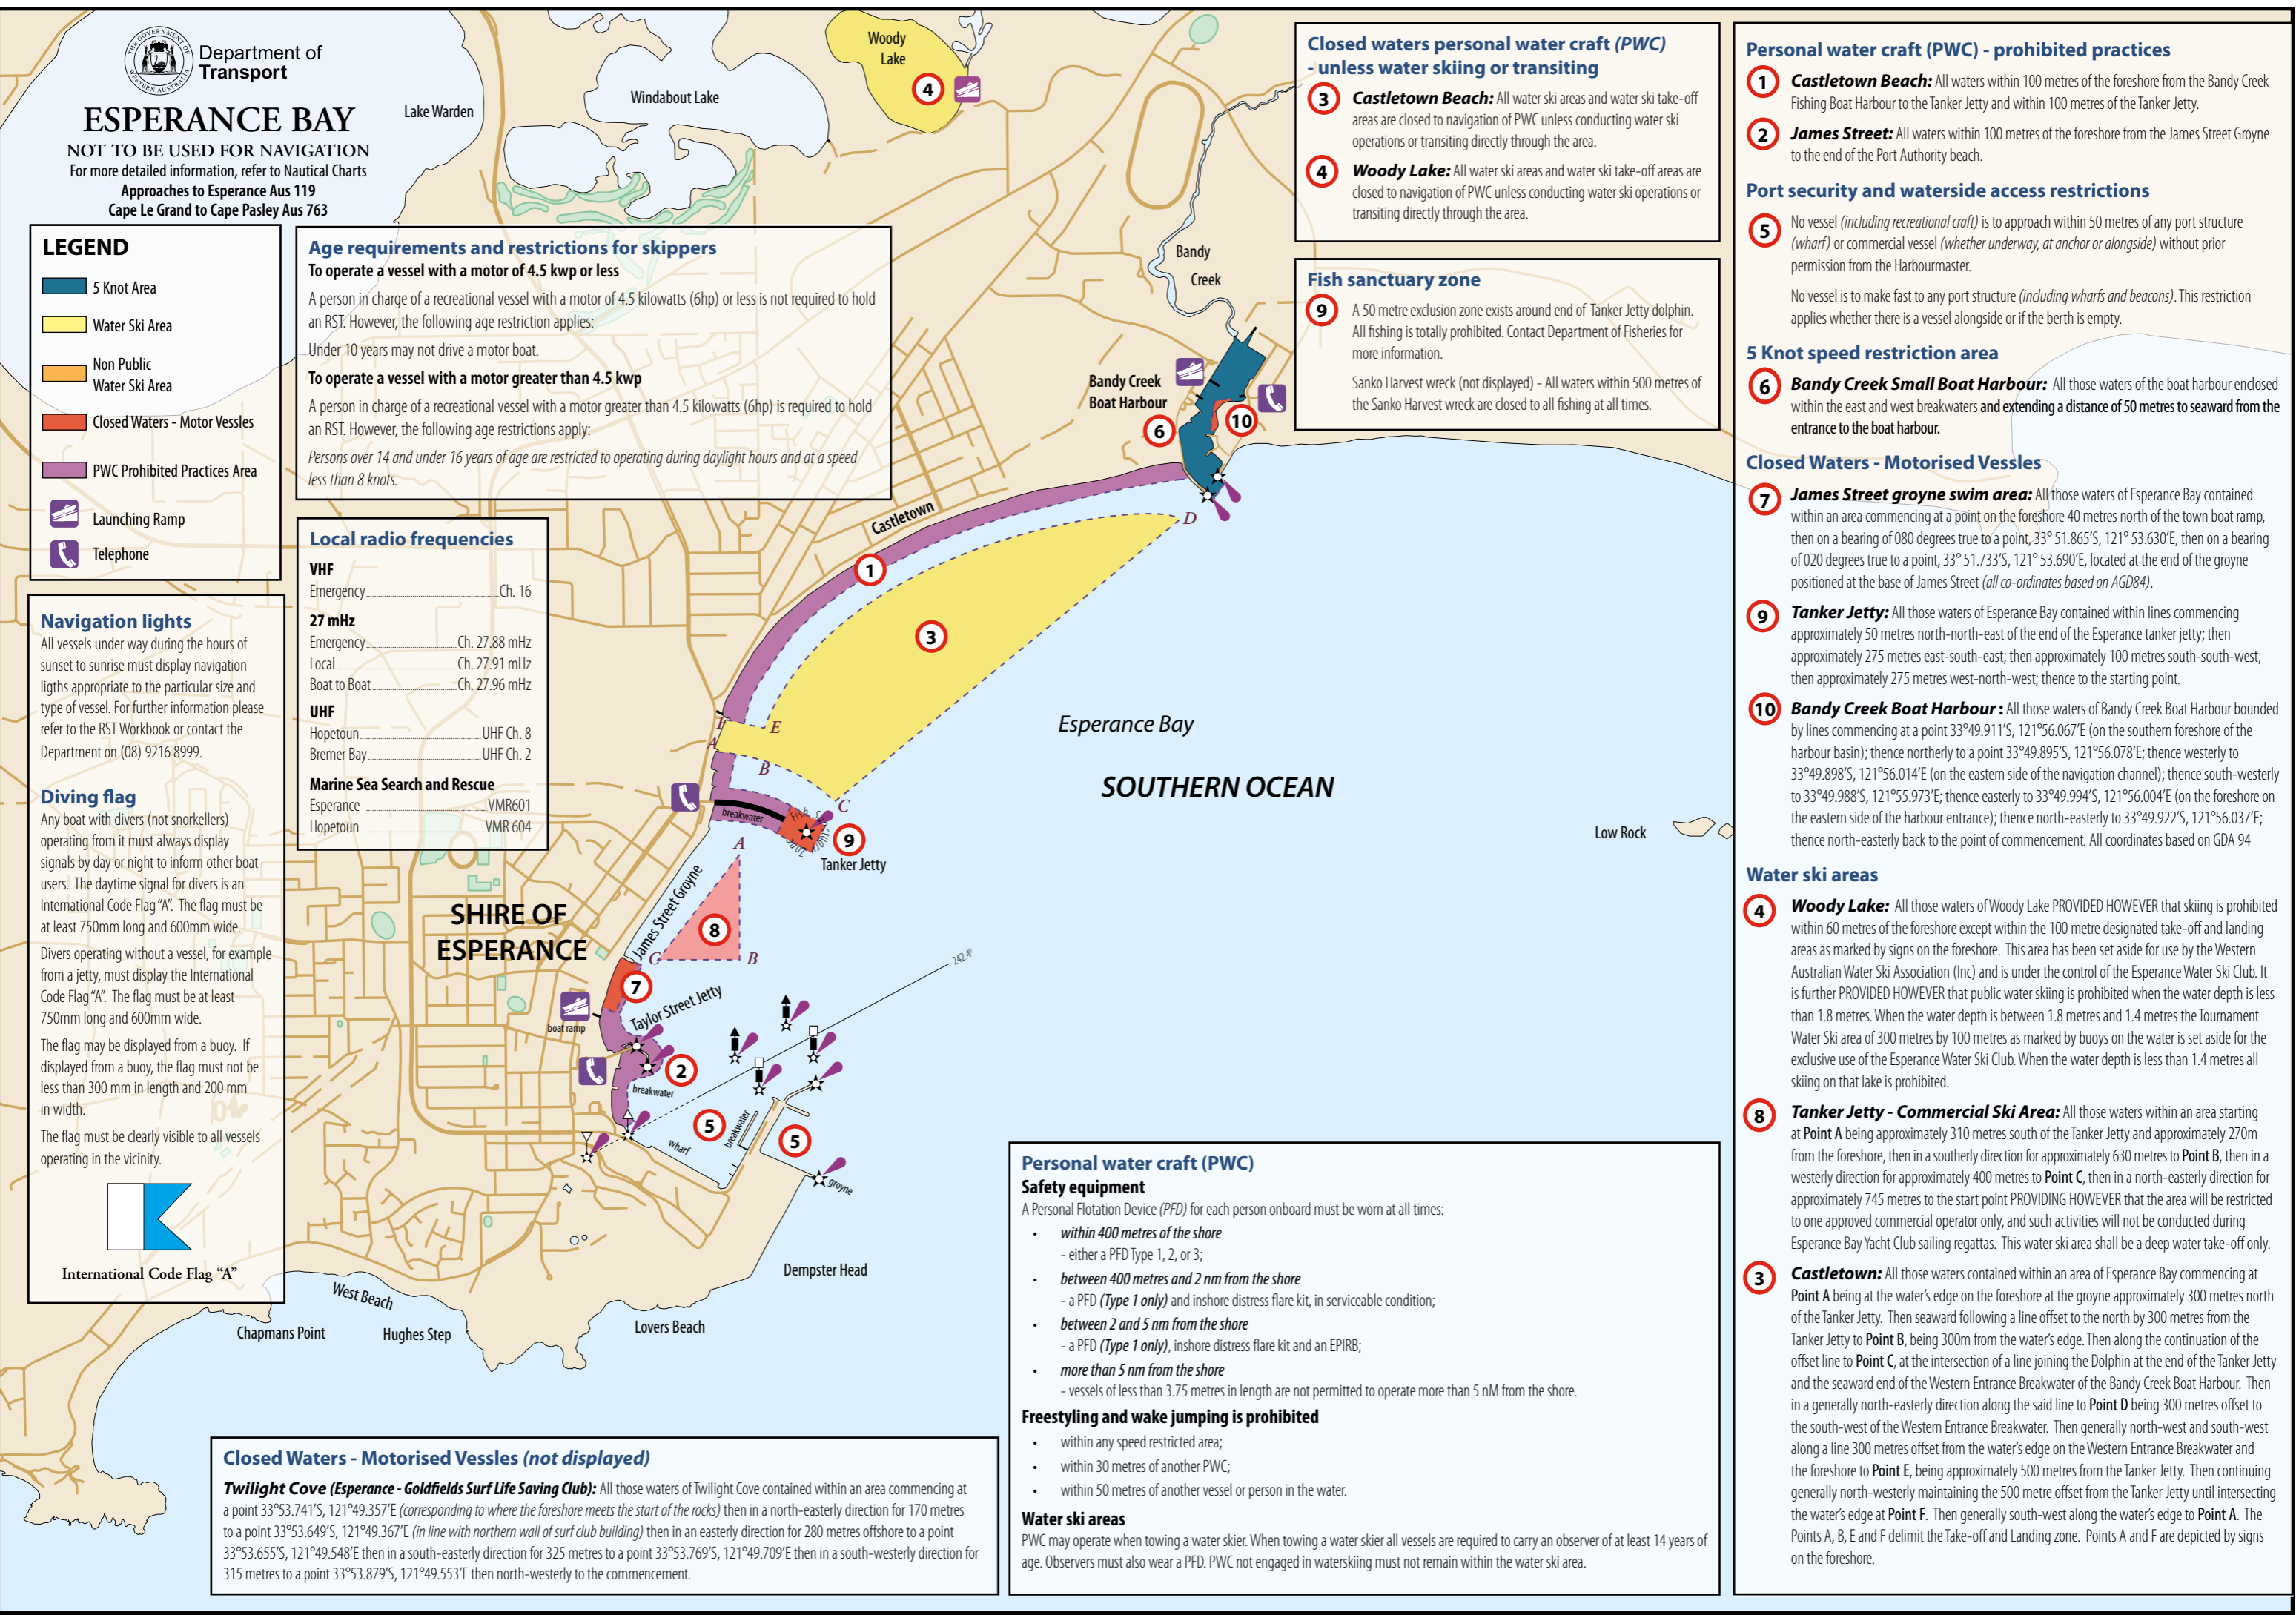 THE GOVERNMENT OF
WESTERN AUSTRALIA
Department of
Transport
ESPERANCE BAY
NOT TO BE USED FOR NAVIGATION
For more detailed information, refer to Nautical Charts
Approaches to Esperance Aus 119
Cape Le Grand to Cape Pasley Aus 763
LEGEND
5 Knot Area
Water Ski Area
Non Public
Water Ski Area
Closed Waters - Motor Vessles
PWC Prohibited Practices Area
Launching Ramp
Telephone
Navigation lights
All vessels under way during the hours of
sunset to sunrise must display navigation
ligths appropriate to the particular size and
type of vessel. For further information please
refer to the RST Workbook or contact the
Department on (08) 9216 8999.
Diving flag
Any boat with divers (not snorkellers)
operating from it must always display
signals by day or night to inform other boat
users. The daytime signal for divers is an
International Code Flag “A”. The flag must be
at least 750mm long and 600mm wide.
Divers operating without a vessel, for example
from a jetty, must display the International
Code Flag “A”. The flag must be at least
750mm long and 600mm wide.
The flag may be displayed from a buoy. If
displayed from a buoy, the flag must not be
less than 300 mm in length and 200 mm
in width.
The flag must be clearly visible to all vessels
operating in the vicinity.
International Code Flag “A”
Age requirements and restrictions for skippers
To operate a vessel with a motor of 4.5 kwp or less
A person in charge of a recreational vessel with a motor of 4.5 kilowatts (6hp) or less is not required to hold
an RST. However, the following age restriction applies:
Under 10 years may not drive a motor boat.
To operate a vessel with a motor greater than 4.5 kwp
A person in charge of a recreational vessel with a motor greater than 4.5 kilowatts (6hp) is required to hold
an RST. However, the following age restrictions apply:
Persons over 14 and under 16 years of age are restricted to operating during daylight hours and at a speed
less than 8 knots.
Local radio frequencies
VHF
Emergency Ch. 16
27 mHz
Emergency Ch. 27.88 mHz
Local Ch. 27.91 mHz
Boat to Boat Ch. 27.96 mHz
UHF
Hopetoun UHF Ch. 8
Bremer Bay UHF Ch. 2
Marine Sea Search and Rescue
Esperance VMR601
Hopetoun VMR 604
Lake Warden
Windabout Lake
Woody
Lake
4
Bandy
Creek
Bandy Creek
Boat Harbour
6
10
Castletown
1
3
D
F
E
A
B
C
breakwater
Fish Sanctuary Zone
9
Tanker Jetty
A
James Street Groyne
8
C
B
SHIRE OF
ESPERANCE
7
Taylor Street Jetty
boat ramp
242.4º
2
breakwater
5
breakwater
wharf
5
groyne
Esperance Bay
SOUTHERN OCEAN
Low Rock
Dempster Head
West Beach
Chapmans Point
Hughes Step
Lovers Beach
Closed waters personal water craft (PWC)
- unless water skiing or transiting
3 Castletown Beach: All water ski areas and water ski take-off
areas are closed to navigation of PWC unless conducting water ski
operations or transiting directly through the area.
4 Woody Lake: All water ski areas and water ski take-off areas are
closed to navigation of PWC unless conducting water ski operations or
transiting directly through the area.
Fish sanctuary zone
9 A 50 metre exclusion zone exists around end of Tanker Jetty dolphin.
All fishing is totally prohibited. Contact Department of Fisheries for
more information.
Sanko Harvest wreck (not displayed) - All waters within 500 metres of
the Sanko Harvest wreck are closed to all fishing at all times.
Personal water craft (PWC) - prohibited practices
1 Castletown Beach: All waters within 100 metres of the foreshore from the Bandy Creek
Fishing Boat Harbour to the Tanker Jetty and within 100 metres of the Tanker Jetty.
2 James Street: All waters within 100 metres of the foreshore from the James Street Groyne
to the end of the Port Authority beach.
Port security and waterside access restrictions
5 No vessel (including recreational craft) is to approach within 50 metres of any port structure
(wharf) or commercial vessel (whether underway, at anchor or alongside) without prior
permission from the Harbourmaster.
No vessel is to make fast to any port structure (including wharfs and beacons). This restriction
applies whether there is a vessel alongside or if the berth is empty.
5 Knot speed restriction area
6 Bandy Creek Small Boat Harbour: All those waters of the boat harbour enclosed
within the east and west breakwaters and extending a distance of 50 metres to seaward from the
entrance to the boat harbour.
Closed Waters - Motorised Vessles
7 James Street groyne swim area: All those waters of Esperance Bay contained
within an area commencing at a point on the foreshore 40 metres north of the town boat ramp,
then on a bearing of 080 degrees true to a point, 33° 51.865’S, 121° 53.630’E, then on a bearing
of 020 degrees true to a point, 33° 51.733’S, 121° 53.690’E, located at the end of the groyne
positioned at the base of James Street (all co-ordinates based on AGD84).
9 Tanker Jetty: All those waters of Esperance Bay contained within lines commencing
approximately 50 metres north-north-east of the end of the Esperance tanker jetty; then
approximately 275 metres east-south-east; then approximately 100 metres south-south-west;
then approximately 275 metres west-north-west; thence to the starting point.
10 Bandy Creek Boat Harbour : All those waters of Bandy Creek Boat Harbour bounded
by lines commencing at a point 33°49.911’S, 121°56.067’E (on the southern foreshore of the
harbour basin); thence northerly to a point 33°49.895’S, 121°56.078’E; thence westerly to
33°49.898’S, 121°56.014’E (on the eastern side of the navigation channel); thence south-westerly
to 33°49.988’S, 121°55.973’E; thence easterly to 33°49.994’S, 121°56.004’E (on the foreshore on
the eastern side of the harbour entrance); thence north-easterly to 33°49.922’S, 121°56.037’E;
thence north-easterly back to the point of commencement. All coordinates based on GDA 94
Water ski areas
4 Woody Lake: All those waters of Woody Lake PROVIDED HOWEVER that skiing is prohibited
within 60 metres of the foreshore except within the 100 metre designated take-off and landing
areas as marked by signs on the foreshore. This area has been set aside for use by the Western
Australian Water Ski Association (Inc) and is under the control of the Esperance Water Ski Club. It
is further PROVIDED HOWEVER that public water skiing is prohibited when the water depth is less
than 1.8 metres. When the water depth is between 1.8 metres and 1.4 metres the Tournament
Water Ski area of 300 metres by 100 metres as marked by buoys on the water is set aside for the
exclusive use of the Esperance Water Ski Club. When the water depth is less than 1.4 metres all
skiing on that lake is prohibited.
8 Tanker Jetty - Commercial Ski Area: All those waters within an area starting
at Point A being approximately 310 metres south of the Tanker Jetty and approximately 270m
from the foreshore, then in a southerly direction for approximately 630 metres to Point B, then in a
westerly direction for approximately 400 metres to Point C, then in a north-easterly direction for
approximately 745 metres to the start point PROVIDING HOWEVER that the area will be restricted
to one approved commercial operator only, and such activities will not be conducted during
Esperance Bay Yacht Club sailing regattas. This water ski area shall be a deep water take-off only.
3 Castletown: All those waters contained within an area of Esperance Bay commencing at
Point A being at the water’s edge on the foreshore at the groyne approximately 300 metres north
of the Tanker Jetty. Then seaward following a line offset to the north by 300 metres from the
Tanker Jetty to Point B, being 300m from the water’s edge. Then along the continuation of the
offset line to Point C, at the intersection of a line joining the Dolphin at the end of the Tanker Jetty
and the seaward end of the Western Entrance Breakwater of the Bandy Creek Boat Harbour. Then
in a generally north-easterly direction along the said line to Point D being 300 metres offset to
the south-west of the Western Entrance Breakwater. Then generally north-west and south-west
along a line 300 metres offset from the water’s edge on the Western Entrance Breakwater and
the foreshore to Point E, being approximately 500 metres from the Tanker Jetty. Then continuing
generally north-westerly maintaining the 500 metre offset from the Tanker Jetty until intersecting
the water’s edge at Point F. Then generally south-west along the water’s edge to Point A. The
Points A, B, E and F delimit the Take-off and Landing zone. Points A and F are depicted by signs
on the foreshore.
Personal water craft (PWC)
Safety equipment
A Personal Flotation Device (PFD) for each person onboard must be worn at all times:
• within 400 metres of the shore
- either a PFD Type 1, 2, or 3;
• between 400 metres and 2 nm from the shore
- a PFD (Type 1 only) and inshore distress flare kit, in serviceable condition;
• between 2 and 5 nm from the shore
- a PFD (Type 1 only), inshore distress flare kit and an EPIRB;
• more than 5 nm from the shore
- vessels of less than 3.75 metres in length are not permitted to operate more than 5 nM from the shore.
Freestyling and wake jumping is prohibited
• within any speed restricted area;
• within 30 metres of another PWC;
• within 50 metres of another vessel or person in the water.
Water ski areas
PWC may operate when towing a water skier. When towing a water skier all vessels are required to carry an observer of at least 14 years of
age. Observers must also wear a PFD. PWC not engaged in waterskiing must not remain within the water ski area.
Closed Waters - Motorised Vessles (not displayed)
Twilight Cove (Esperance - Goldfields Surf Life Saving Club): All those waters of Twilight Cove contained within an area commencing at
a point 33°53.741’S, 121°49.357’E (corresponding to where the foreshore meets the start of the rocks) then in a north-easterly direction for 170 metres
to a point 33°53.649’S, 121°49.367’E (in line with northern wall of surf club building) then in an easterly direction for 280 metres offshore to a point
33°53.655’S, 121°49.548’E then in a south-easterly direction for 325 metres to a point 33°53.769’S, 121°49.709’E then in a south-westerly direction for
315 metres to a point 33°53.879’S, 121°49.553’E then north-westerly to the commencement.